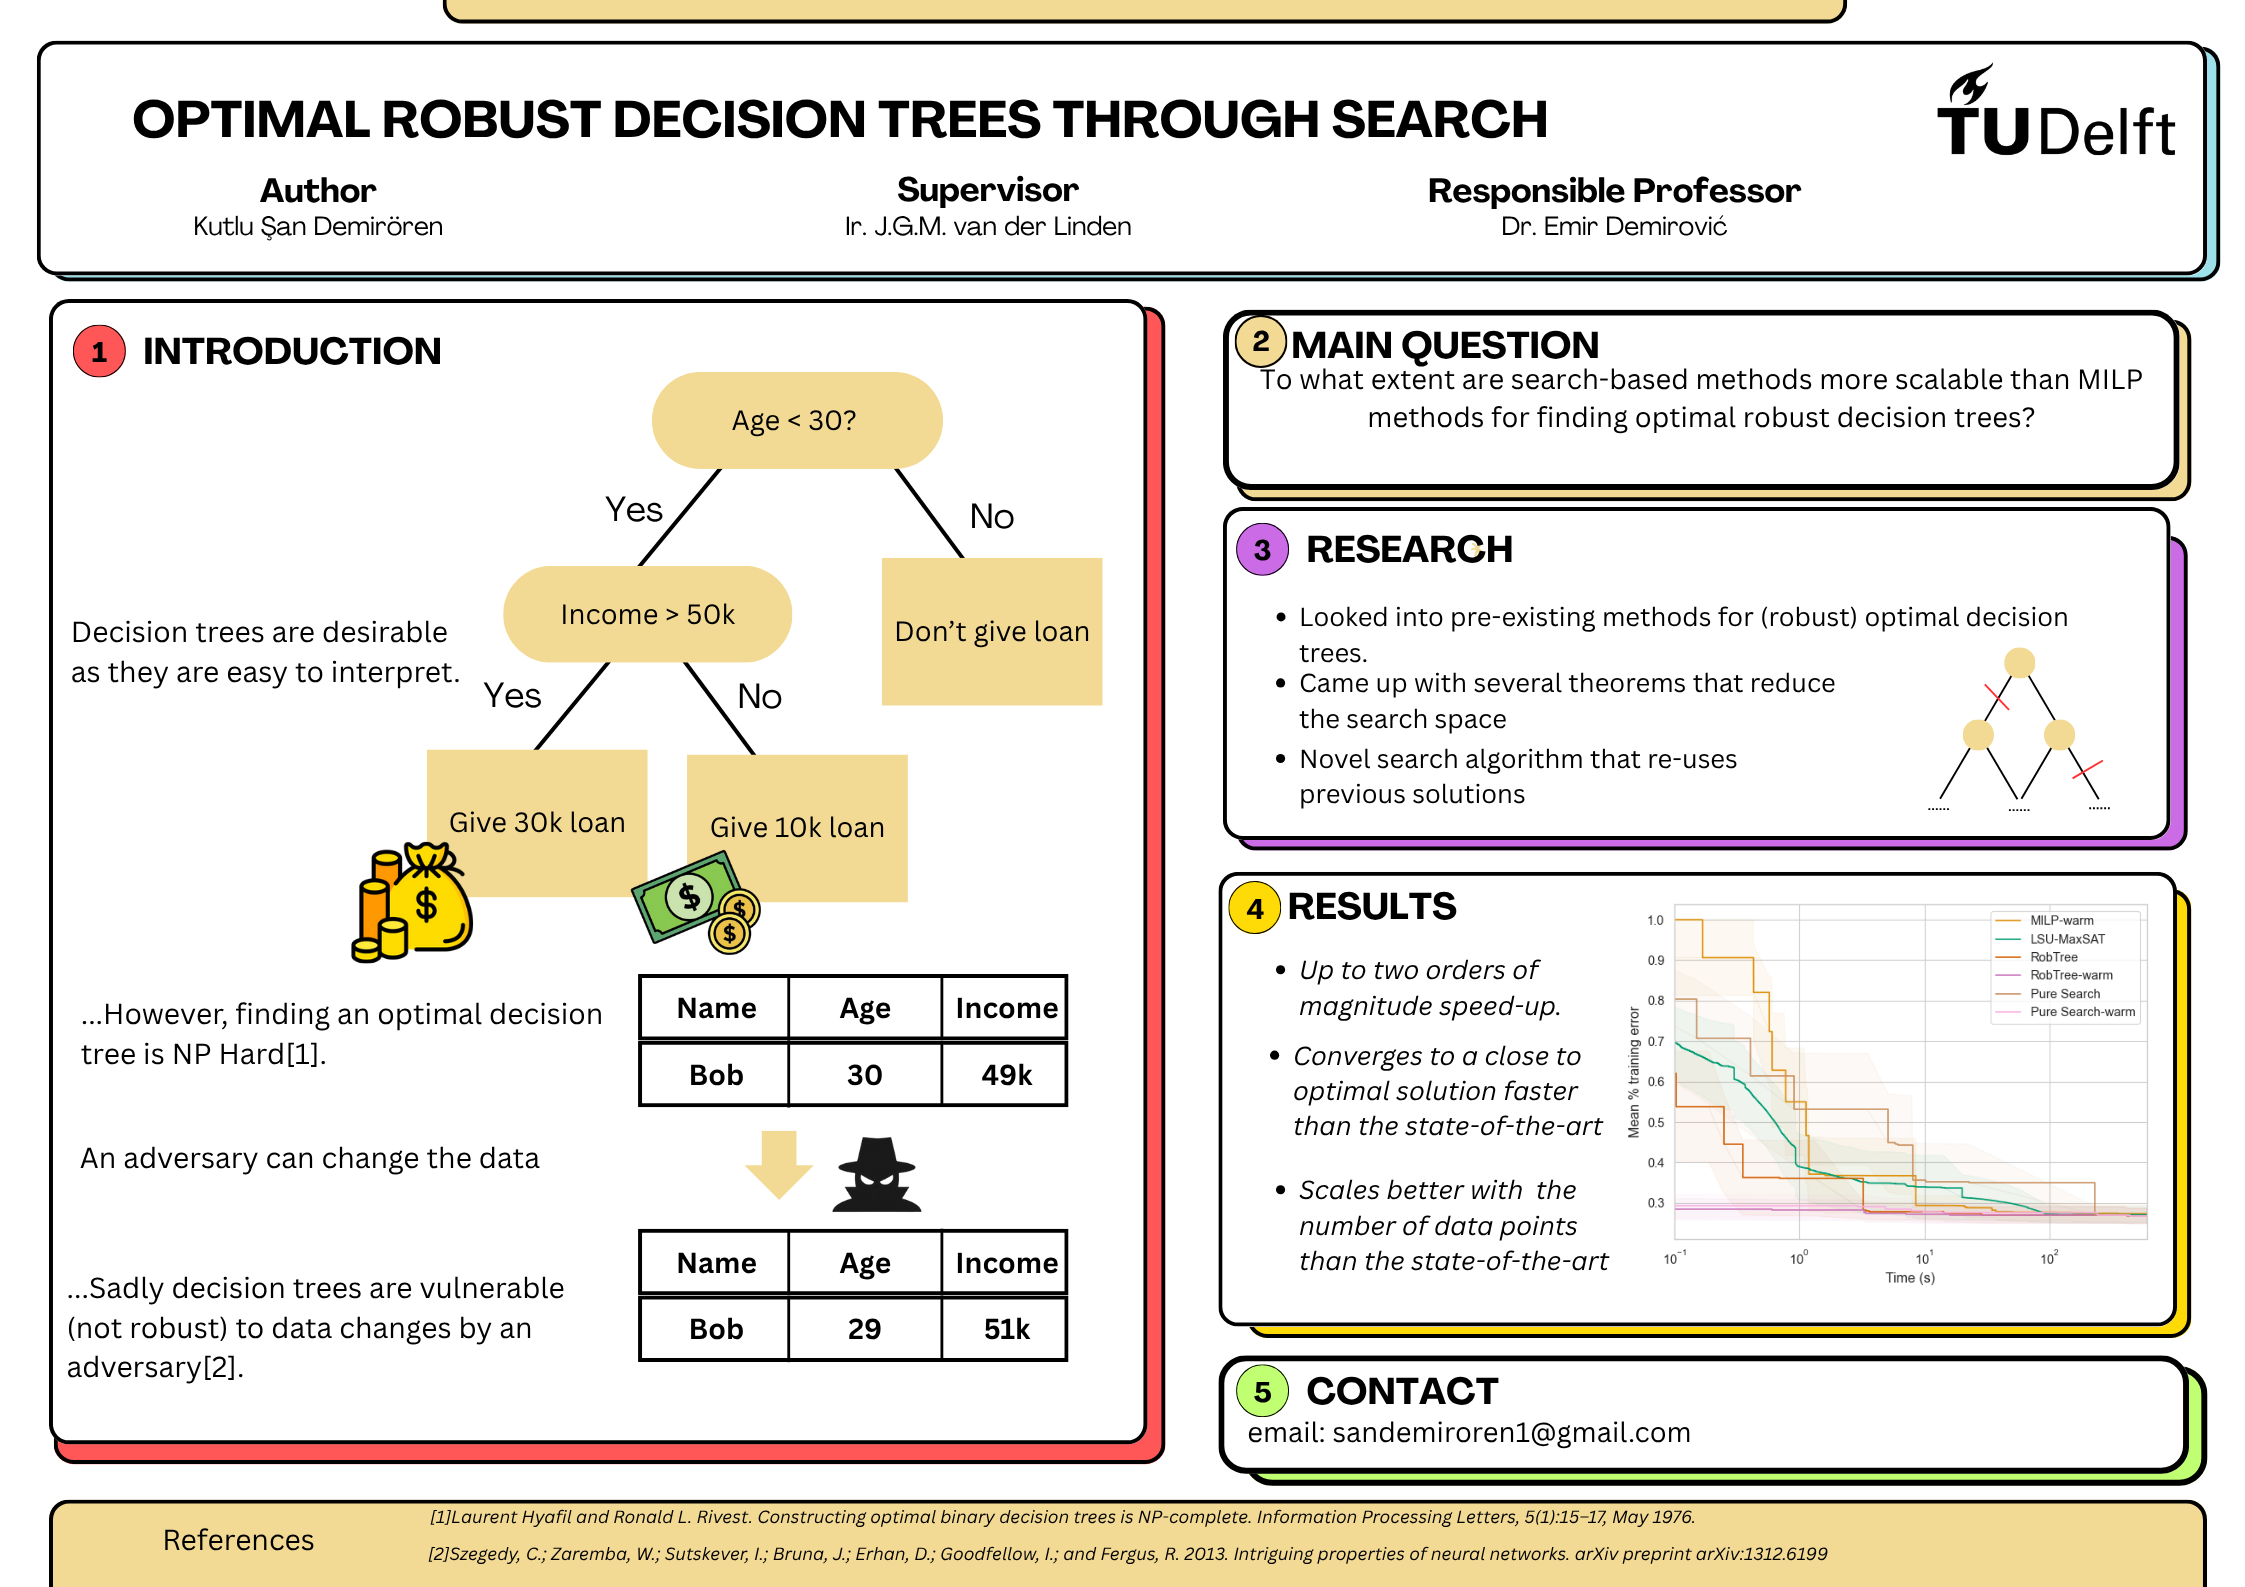 OPTIMAL ROBUST DECISION TREES THROUGH SEARCH
TU Delft
Author
Kutlu Şan Demirören
Supervisor
Ir. J.G.M. van der Linden
Responsible Professor
Dr. Emir Demirović
1 INTRODUCTION
Age < 30?
Yes
No
Income > 50k
Don't give loan
Decision trees are desirable
as they are easy to interpret.
Yes
No
Give 30k loan
Give 10k loan
$
$
$
$
...However, finding an optimal decision
tree is NP Hard[1].
Name Age Income
Bob 30 49k
An adversary can change the data
Name Age Income
Bob 29 51k
...Sadly decision trees are vulnerable
(not robust) to data changes by an
adversary[2].
2 MAIN QUESTION
To what extent are search-based methods more scalable than MILP
methods for finding optimal robust decision trees?
3 RESEARCH
• Looked into pre-existing methods for (robust) optimal decision
trees.
• Came up with several theorems that reduce
the search space
• Novel search algorithm that re-uses
previous solutions
......
......
......
4 RESULTS
• Up to two orders of
magnitude speed-up.
• Converges to a close to
optimal solution faster
than the state-of-the-art
• Scales better with the
number of data points
than the state-of-the-art
Mean % training error
1.0
0.9
0.8
0.7
0.6
0.5
0.4
0.3
MILP-warm
LSU-MaxSAT
RobTree
RobTree-warm
Pure Search
Pure Search-warm
10⁻¹ 10⁰ 10¹ 10²
Time (s)
5 CONTACT
email: sandemiroren1@gmail.com
References
[1]Laurent Hyafil and Ronald L. Rivest. Constructing optimal binary decision trees is NP-complete. Information Processing Letters, 5(1):15–17, May 1976.
[2]Szegedy, C.; Zaremba, W.; Sutskever, I.; Bruna, J.; Erhan, D.; Goodfellow, I.; and Fergus, R. 2013. Intriguing properties of neural networks. arXiv preprint arXiv:1312.6199